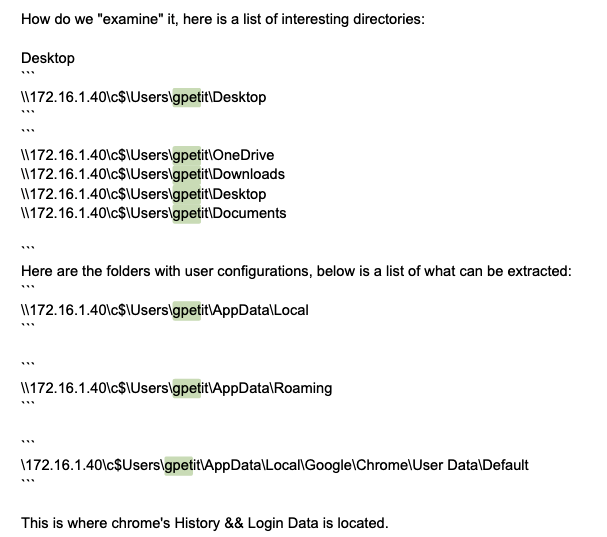 How do we "examine" it, here is a list of interesting directories:
Desktop
```
\\172.16.1.40\c$\Users\gpetit\Desktop
```
```
\\172.16.1.40\c$\Users\gpetit\OneDrive
\\172.16.1.40\c$\Users\gpetit\Downloads
\\172.16.1.40\c$\Users\gpetit\Desktop
\\172.16.1.40\c$\Users\gpetit\Documents
```
Here are the folders with user configurations, below is a list of what can be extracted:
```
\\172.16.1.40\c$\Users\gpetit\AppData\Local
```
```
\\172.16.1.40\c$\Users\gpetit\AppData\Roaming
```
```
\172.16.1.40\c$Users\gpetit\AppData\Local\Google\Chrome\User Data\Default
```
This is where chrome's History && Login Data is located.